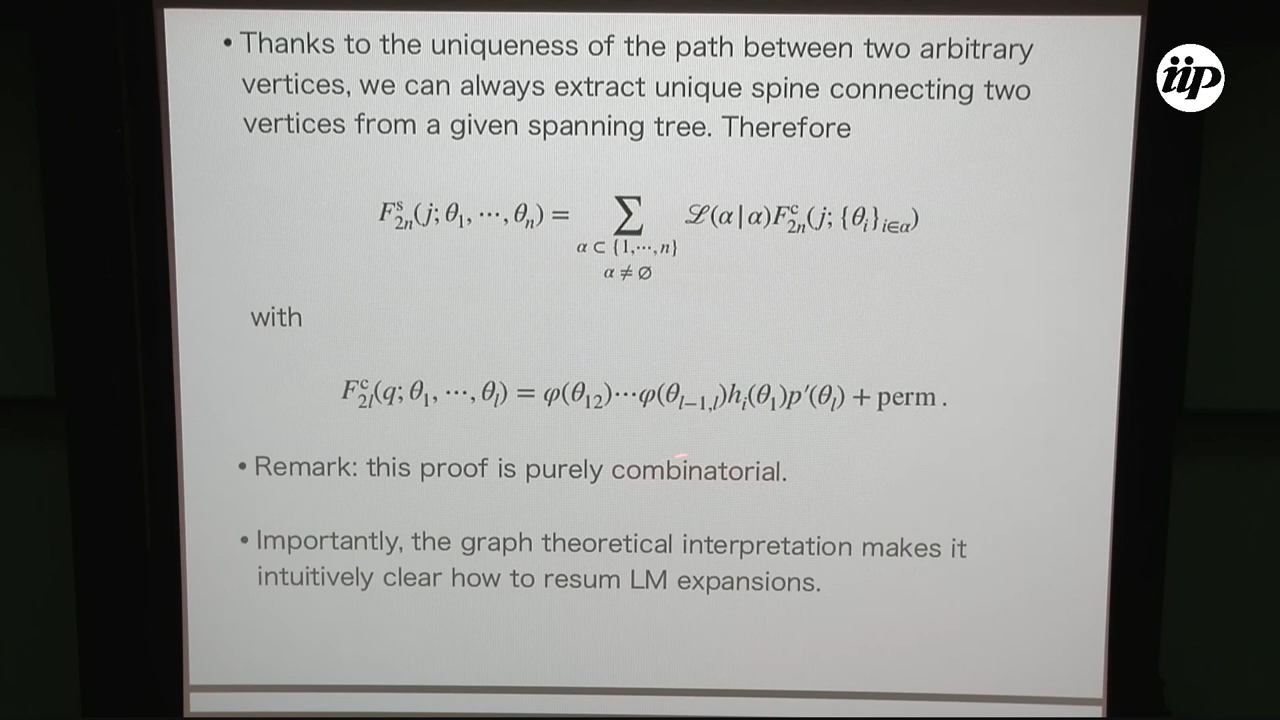 • Thanks to the uniqueness of the path between two arbitrary
vertices, we can always extract unique spine connecting two
vertices from a given spanning tree. Therefore
F^s_{2n}(j; θ_1, ⋯, θ_n) = ∑_{α ⊂ {1,⋯,n} α ≠ ∅} ℒ(α|α)F^c_{2n}(j; {θ_i}_{i∈α})
with
F^c_{2l}(q; θ_1, ⋯, θ_l) = φ(θ_{12})⋯φ(θ_{l−1,l})h_i(θ_1)p′(θ_l) + perm .
• Remark: this proof is purely combinatorial.
• Importantly, the graph theoretical interpretation makes it
intuitively clear how to resum LM expansions.
iip